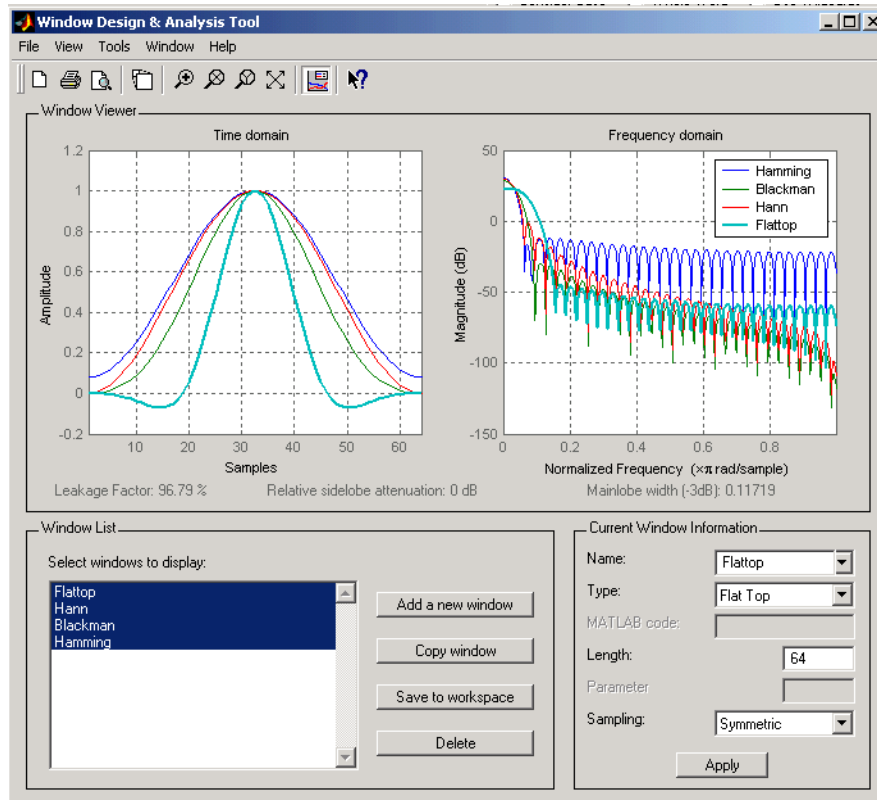 Window Design & Analysis Tool
File View Tools Window Help
Window Viewer
Time domain
1.2
1
0.8
0.6
0.4
0.2
0
-0.2
Amplitude
10 20 30 40 50 60
Samples
Frequency domain
50
0
-50
-100
-150
Magnitude (dB)
0 0.2 0.4 0.6 0.8
Normalized Frequency (×π rad/sample)
Hamming
Blackman
Hann
Flattop
Leakage Factor: 96.79 % Relative sidelobe attenuation: 0 dB Mainlobe width (-3dB): 0.11719
Window List
Select windows to display:
Flattop
Hann
Blackman
Hamming
Add a new window
Copy window
Save to workspace
Delete
Current Window Information
Name: Flattop
Type: Flat Top
MATLAB code:
Length: 64
Parameter
Sampling: Symmetric
Apply